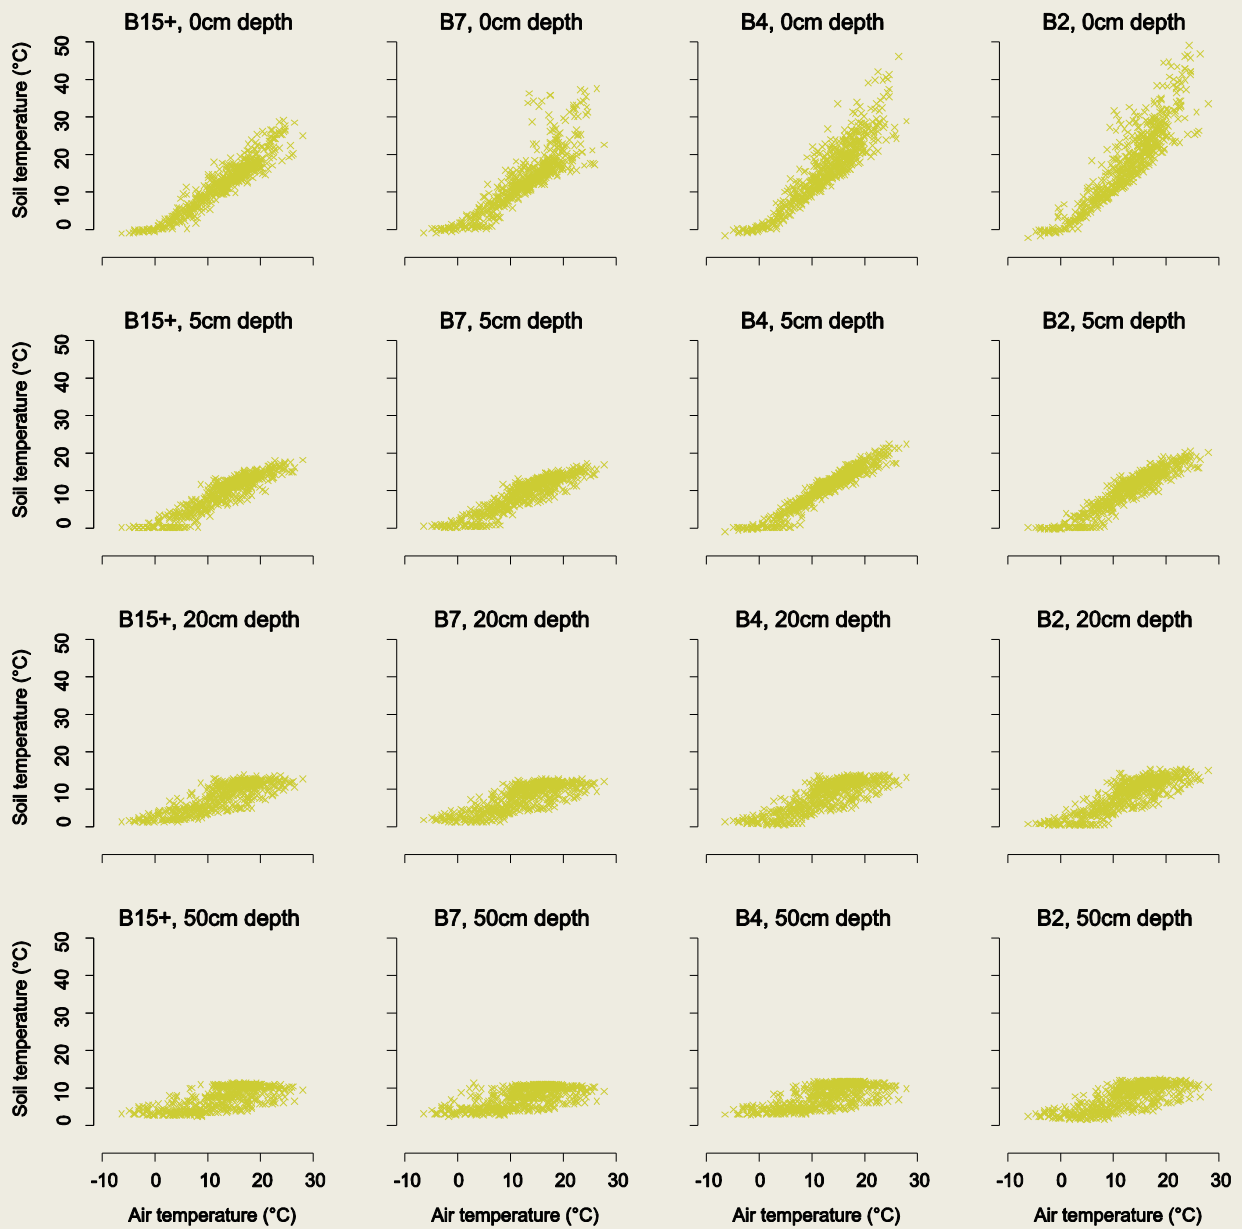 B15+, 0cm depth
B7, 0cm depth
B4, 0cm depth
B2, 0cm depth
Soil temperature (°C)
50
40
30
20
10
0
B15+, 5cm depth
B7, 5cm depth
B4, 5cm depth
B2, 5cm depth
Soil temperature (°C)
50
40
30
20
10
0
B15+, 20cm depth
B7, 20cm depth
B4, 20cm depth
B2, 20cm depth
Soil temperature (°C)
50
40
30
20
10
0
B15+, 50cm depth
B7, 50cm depth
B4, 50cm depth
B2, 50cm depth
Soil temperature (°C)
50
40
30
20
10
0
-10 0 10 20 30
-10 0 10 20 30
-10 0 10 20 30
-10 0 10 20 30
Air temperature (°C)
Air temperature (°C)
Air temperature (°C)
Air temperature (°C)